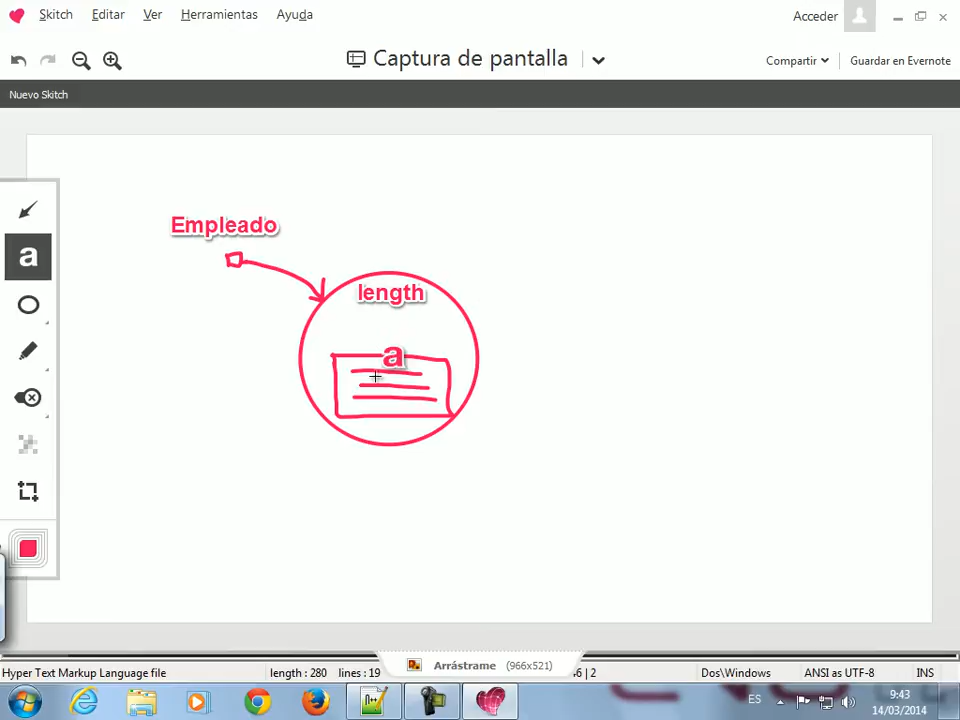 Skitch Editar Ver Herramientas Ayuda Acceder
Captura de pantalla Compartir Guardar en Evernote
Nuevo Skitch
a
Empleado
length
a
Hyper Text Markup Language file length : 280 lines : 19 Arrástrame (966x521) 6 | 2 Dos\Windows ANSI as UTF-8 INS
ES 9:43
14/03/2014